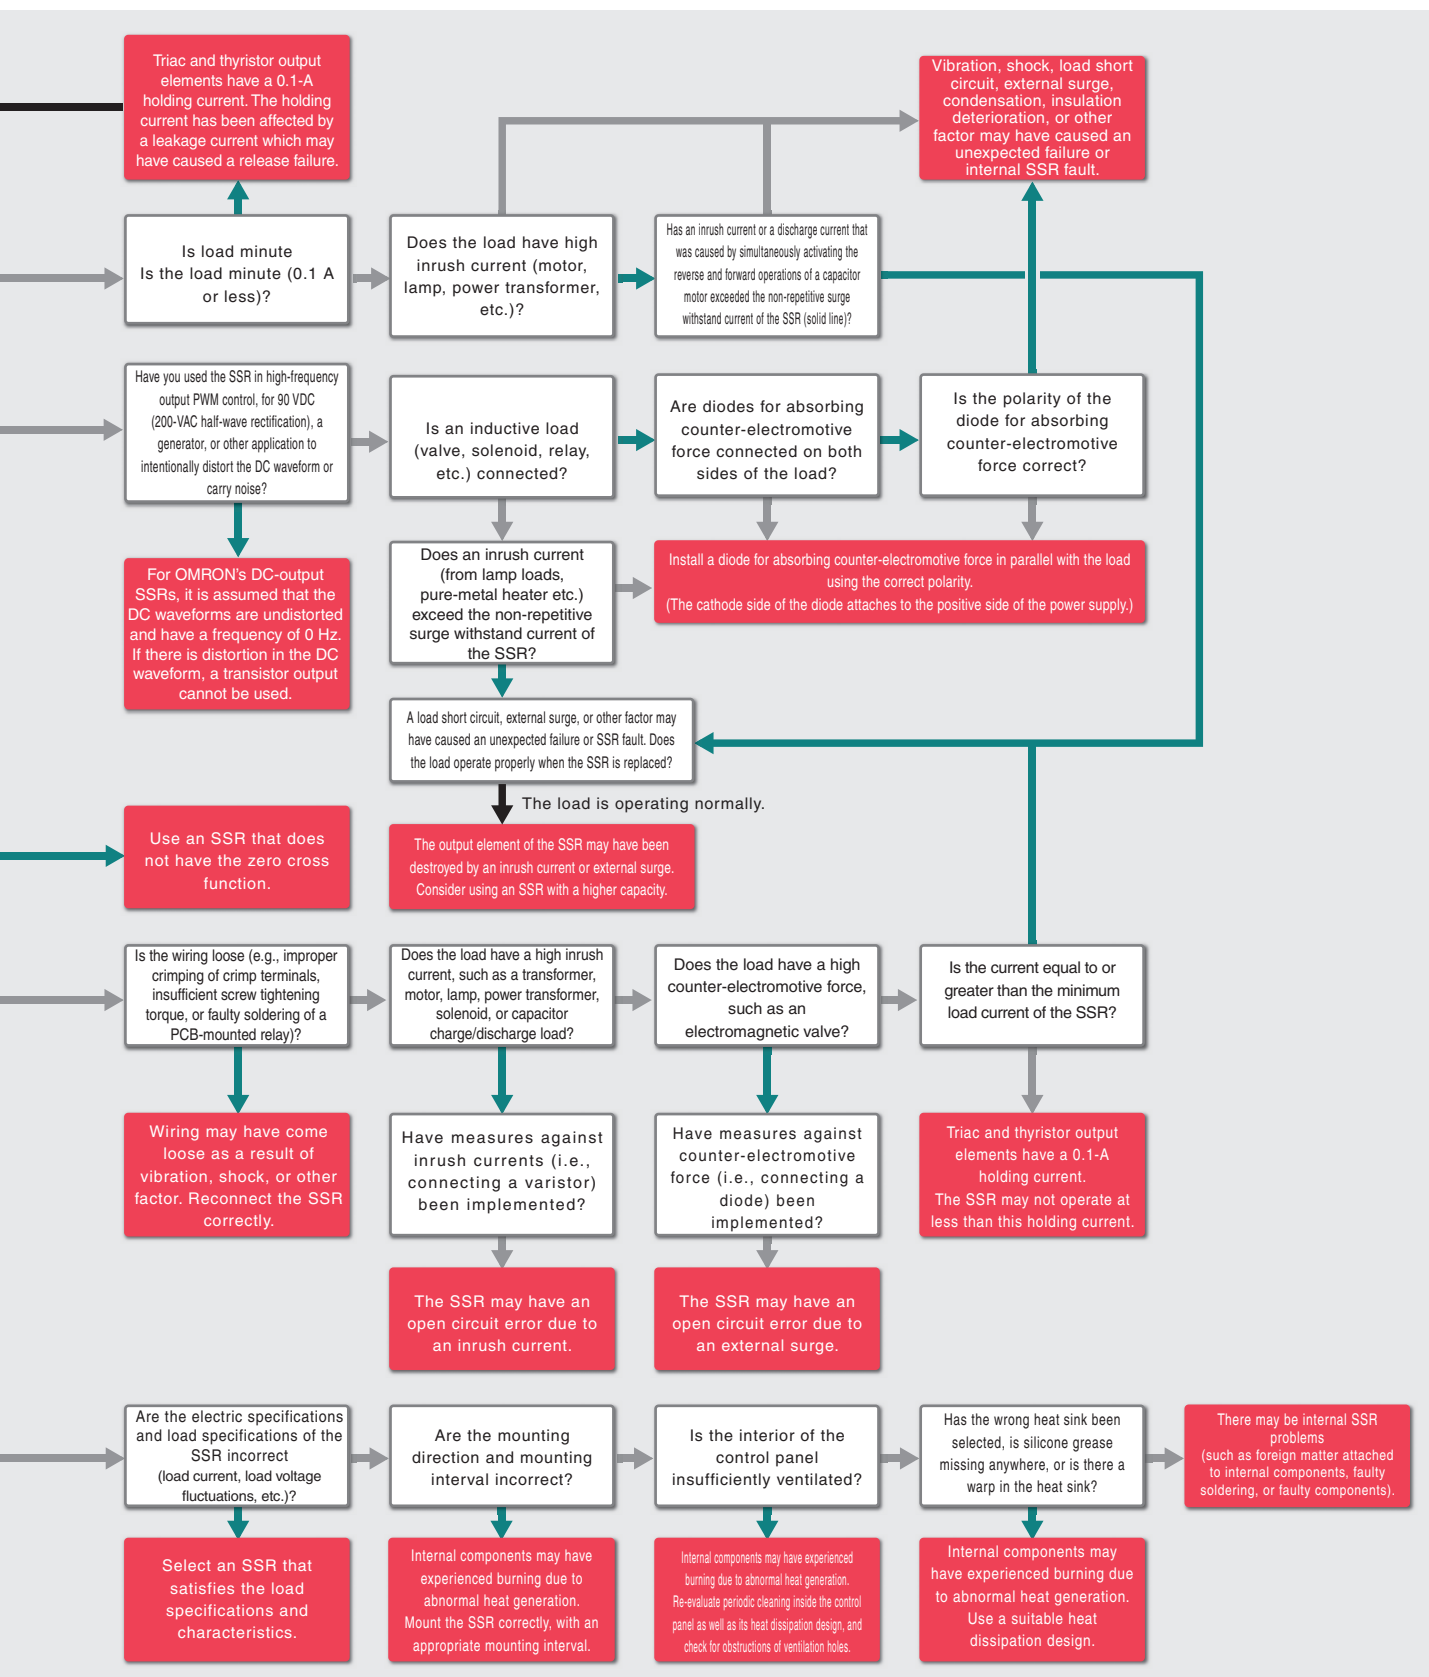 Triac and thyristor output
elements have a 0.1-A
holding current. The holding
current has been affected by
a leakage current which may
have caused a release failure.
Vibration, shock, load short
circuit, external surge,
condensation, insulation
deterioration, or other
factor may have caused an
unexpected failure or
internal SSR fault.
Is load minute
Is the load minute (0.1 A
or less)?
Does the load have high
inrush current (motor,
lamp, power transformer,
etc.)?
Has an inrush current or a discharge current that
was caused by simultaneously activating the
reverse and forward operations of a capacitor
motor exceeded the non-repetitive surge
withstand current of the SSR (solid line)?
Have you used the SSR in high-frequency
output PWM control, for 90 VDC
(200-VAC half-wave rectification), a
generator, or other application to
intentionally distort the DC waveform or
carry noise?
Is an inductive load
(valve, solenoid, relay,
etc.) connected?
Are diodes for absorbing
counter-electromotive
force connected on both
sides of the load?
Is the polarity of the
diode for absorbing
counter-electromotive
force correct?
For OMRON's DC-output
SSRs, it is assumed that the
DC waveforms are undistorted
and have a frequency of 0 Hz.
If there is distortion in the DC
waveform, a transistor output
cannot be used.
Does an inrush current
(from lamp loads,
pure-metal heater etc.)
exceed the non-repetitive
surge withstand current of
the SSR?
Install a diode for absorbing counter-electromotive force in parallel with the load
using the correct polarity.
(The cathode side of the diode attaches to the positive side of the power supply.)
A load short circuit, external surge, or other factor may
have caused an unexpected failure or SSR fault. Does
the load operate properly when the SSR is replaced?
The load is operating normally.
Use an SSR that does
not have the zero cross
function.
The output element of the SSR may have been
destroyed by an inrush current or external surge.
Consider using an SSR with a higher capacity.
Is the wiring loose (e.g., improper
crimping of crimp terminals,
insufficient screw tightening
torque, or faulty soldering of a
PCB-mounted relay)?
Does the load have a high inrush
current, such as a transformer,
motor, lamp, power transformer,
solenoid, or capacitor
charge/discharge load?
Does the load have a high
counter-electromotive force,
such as an
electromagnetic valve?
Is the current equal to or
greater than the minimum
load current of the SSR?
Wiring may have come
loose as a result of
vibration, shock, or other
factor. Reconnect the SSR
correctly.
Have measures against
inrush currents (i.e.,
connecting a varistor)
been implemented?
Have measures against
counter-electromotive
force (i.e., connecting a
diode) been
implemented?
Triac and thyristor output
elements have a 0.1-A
holding current.
The SSR may not operate at
less than this holding current.
The SSR may have an
open circuit error due to
an inrush current.
The SSR may have an
open circuit error due to
an external surge.
Are the electric specifications
and load specifications of the
SSR incorrect
(load current, load voltage
fluctuations, etc.)?
Are the mounting
direction and mounting
interval incorrect?
Is the interior of the
control panel
insufficiently ventilated?
Has the wrong heat sink been
selected, is silicone grease
missing anywhere, or is there a
warp in the heat sink?
There may be internal SSR
problems
(such as foreign matter attached
to internal components, faulty
soldering, or faulty components).
Select an SSR that
satisfies the load
specifications and
characteristics.
Internal components may have
experienced burning due to
abnormal heat generation.
Mount the SSR correctly, with an
appropriate mounting interval.
Internal components may have experienced
burning due to abnormal heat generation.
Re-evaluate periodic cleaning inside the control
panel as well as its heat dissipation design, and
check for obstructions of ventilation holes.
Internal components may
have experienced burning due
to abnormal heat generation.
Use a suitable heat
dissipation design.